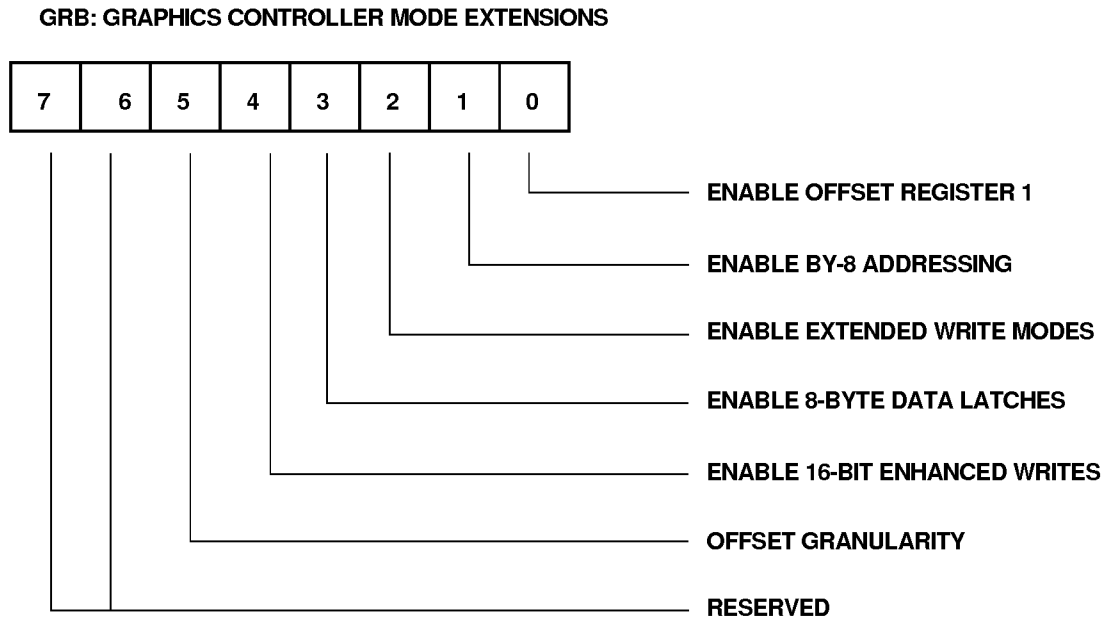 GRB: GRAPHICS CONTROLLER MODE EXTENSIONS
7 6 5 4 3 2 1 0
ENABLE OFFSET REGISTER 1
ENABLE BY-8 ADDRESSING
ENABLE EXTENDED WRITE MODES
ENABLE 8-BYTE DATA LATCHES
ENABLE 16-BIT ENHANCED WRITES
OFFSET GRANULARITY
RESERVED